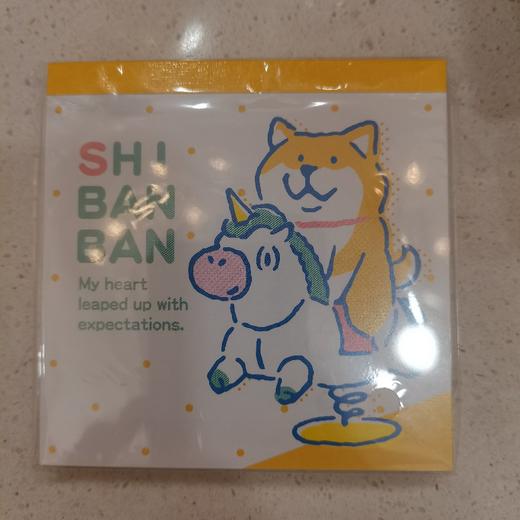 SHI
BAN
BAN
My heart
leaped up with
expectations.